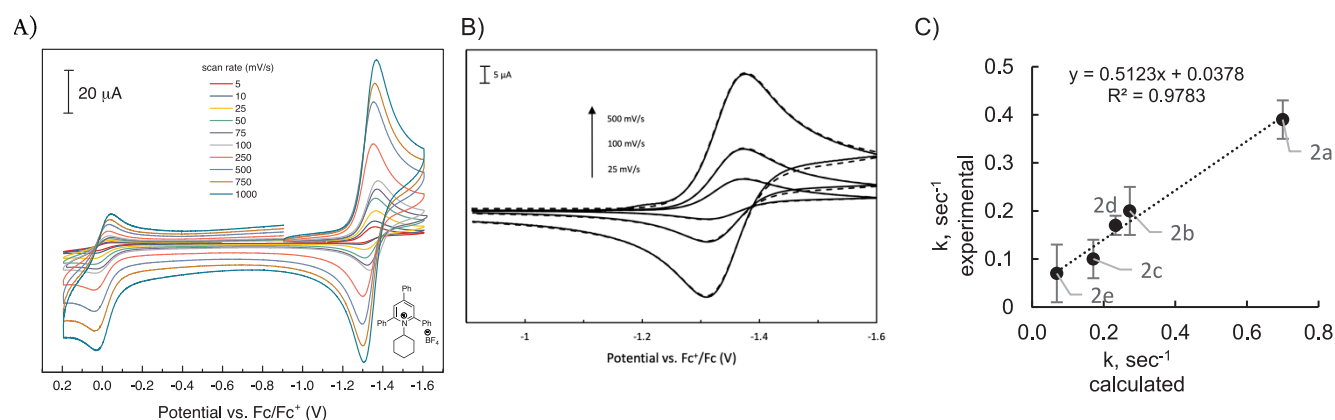 A)
20 µA
scan rate (mV/s)
5
10
25
50
75
100
250
500
750
1000
Ph
Ph
N
Ph
⊕
⊖
BF4
0.2 0.0 -0.2 -0.4 -0.6 -0.8 -1.0 -1.2 -1.4 -1.6
Potential vs. Fc/Fc⁺ (V)
B)
5 µA
500 mV/s
100 mV/s
25 mV/s
-1 -1.2 -1.4 -1.6
Potential vs. Fc⁺/Fc (V)
C)
y = 0.5123x + 0.0378
R² = 0.9783
0.5
0.4
0.3
0.2
0.1
0
k, sec⁻¹
experimental
2a
2d
2b
2c
2e
0.0 0.2 0.4 0.6 0.8
k, sec⁻¹
calculated